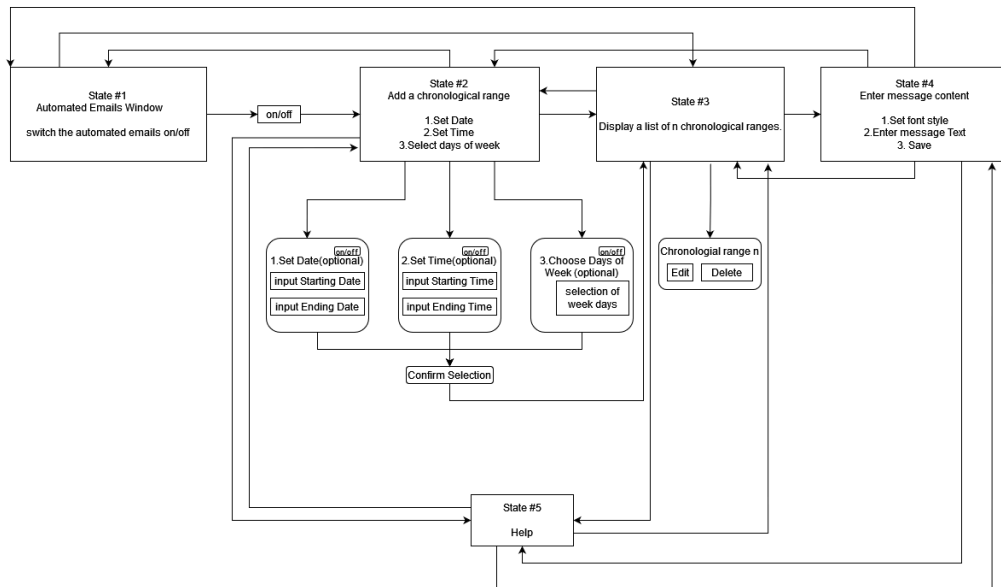 State #1
Automated Emails Window
switch the automated emails on/off
on/off
State #2
Add a chronological range
1.Set Date
2.Set Time
3.Select days of week
State #3
Display a list of n chronological ranges.
State #4
Enter message content
1.Set font style
2.Enter message Text
3. Save
on/off
1.Set Date(optional)
input Starting Date
input Ending Date
on/off
2.Set Time(optional)
input Starting Time
input Ending Time
on/off
3.Choose Days of
Week (optional)
selection of
week days
Chronologial range n
Edit
Delete
Confirm Selection
State #5
Help